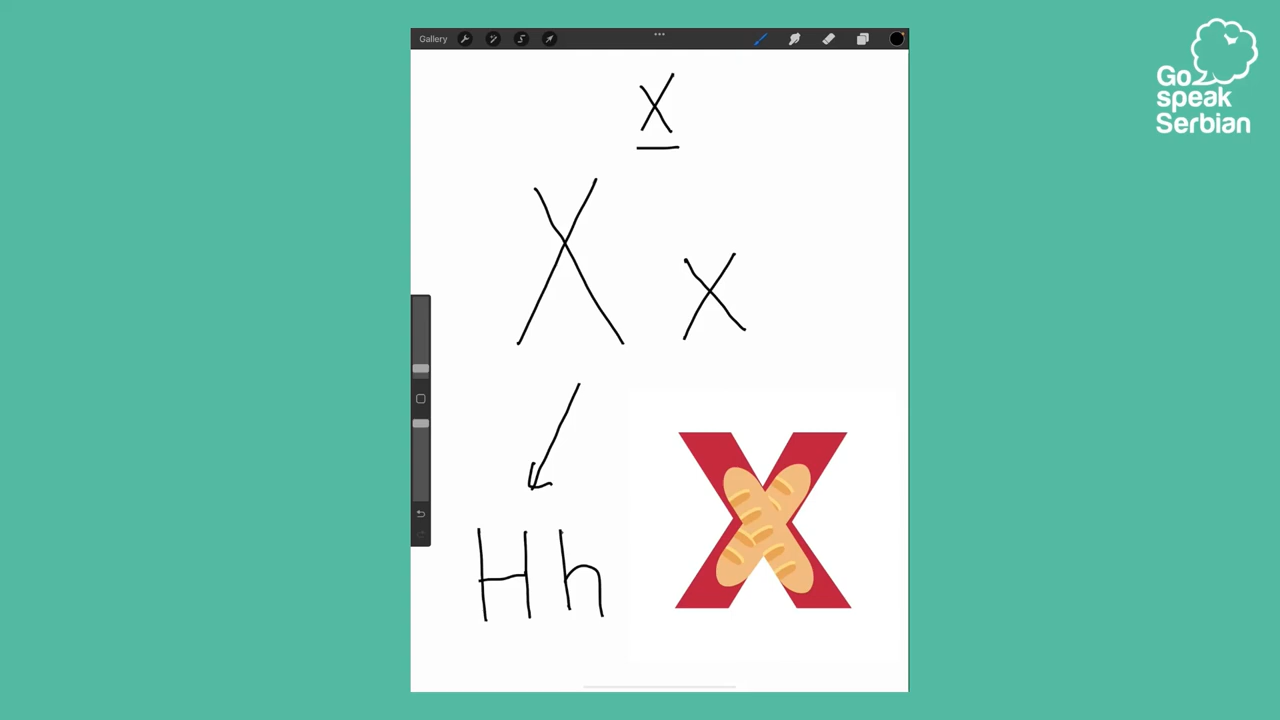 Gallery
Go
speak
Serbian
Х
Х х
H h
Х